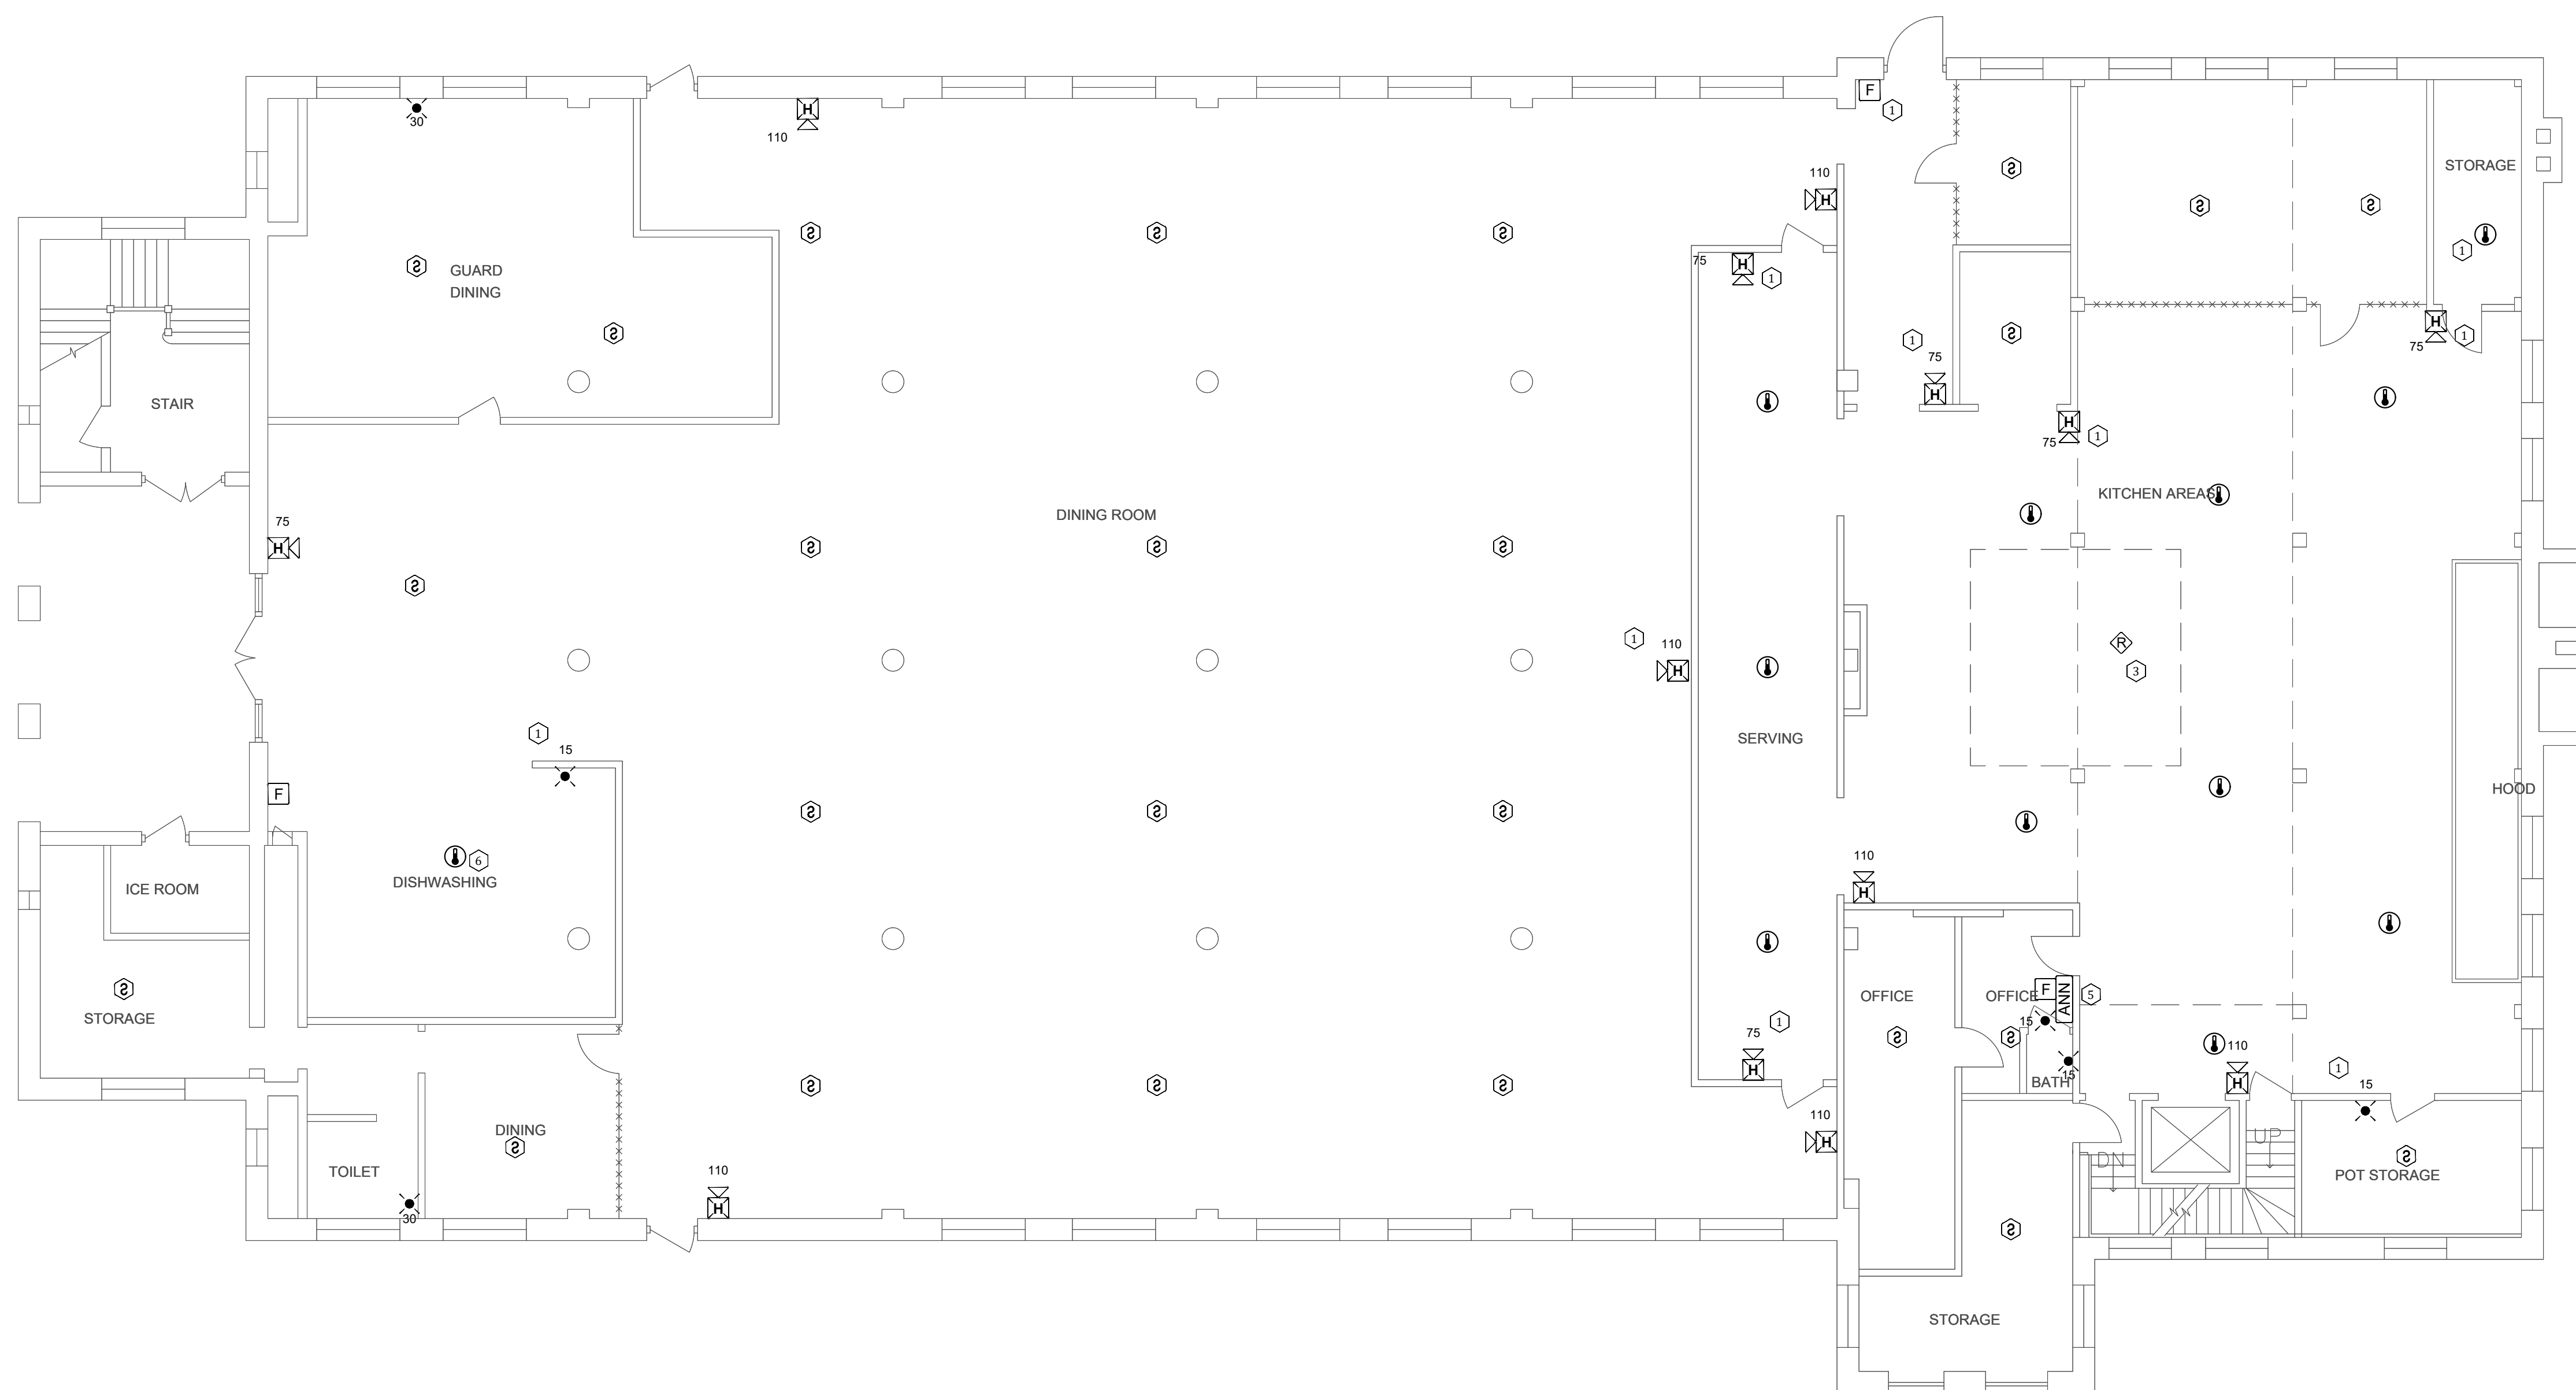 30
H
110
F
1
110
H
S
STORAGE
S
S
S
S
S
S
1
GUARD
DINING
75
H
1
S
1
75
H
H
1
75
S
S
STAIR
75
H
H
75
1
KITCHEN AREAS
DINING ROOM
75
H
S
S
S
S
1
110
H
R
3
1
15
SERVING
F
HOOD
S
S
S
6
DISHWASHING
ICE ROOM
110
H
S
STORAGE
OFFICE
OFFICE
F
ANN
5
15
S
S
1
75
H
110
H
1
15
15
BATH
S
S
S
110
H
DINING
S
TOILET
30
110
H
UP
DN
S
POT STORAGE
S
STORAGE